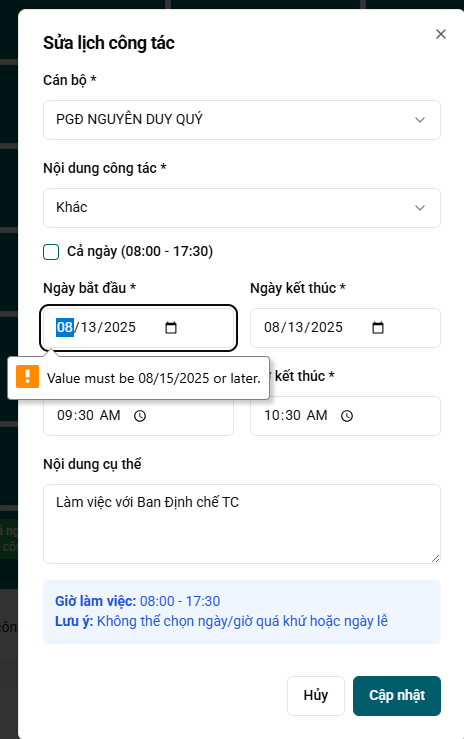 Sửa lịch công tác
Cán bộ *
PGĐ NGUYỄN DUY QUÝ
Nội dung công tác *
Khác
Cả ngày (08:00 - 17:30)
Ngày bắt đầu *
Ngày kết thúc *
08/13/2025
08/13/2025
Value must be 08/15/2025 or later.
kết thúc *
09:30 AM
10:30 AM
Nội dung cụ thể
Làm việc với Ban Định chế TC
Giờ làm việc: 08:00 - 17:30
Lưu ý: Không thể chọn ngày/giờ quá khứ hoặc ngày lễ
Hủy
Cập nhật